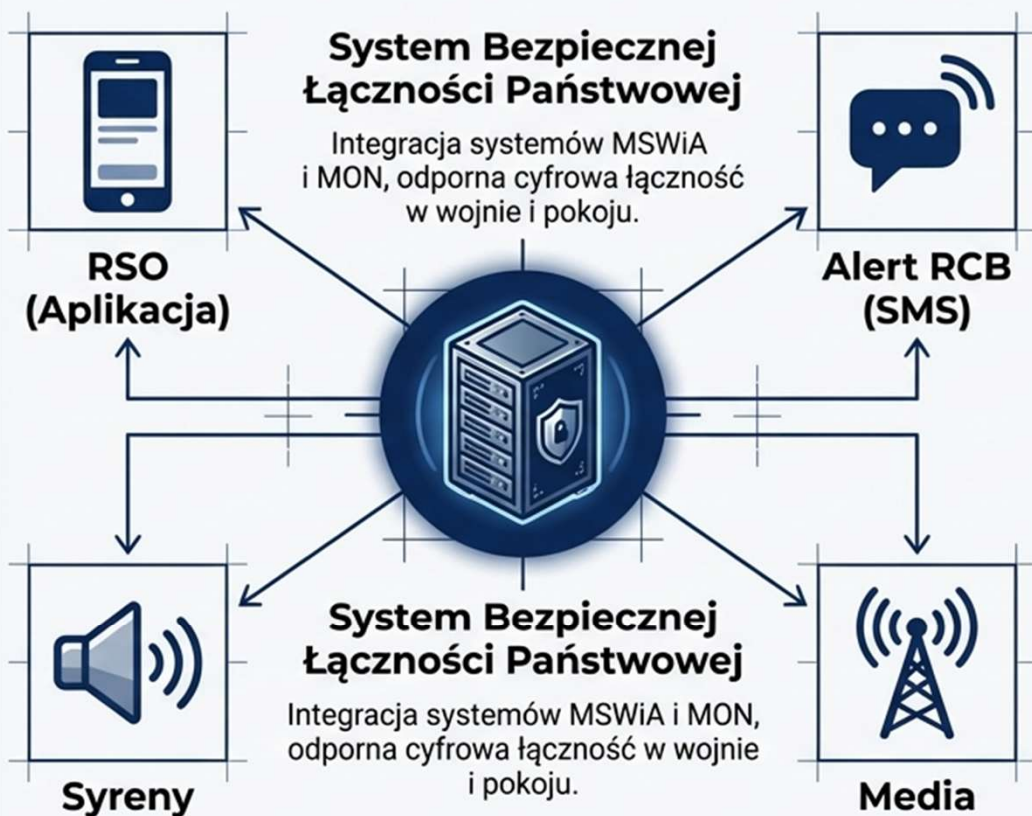 System Bezpiecznej
Łączności Państwowej
Integracja systemów MSWiA
i MON, odporna cyfrowa łączność
w wojnie i pokoju.
RSO
(Aplikacja)
Alert RCB
(SMS)
System Bezpiecznej
Łączności Państwowej
Integracja systemów MSWiA i MON,
odporna cyfrowa łączność w wojnie
i pokoju.
Syreny
Media